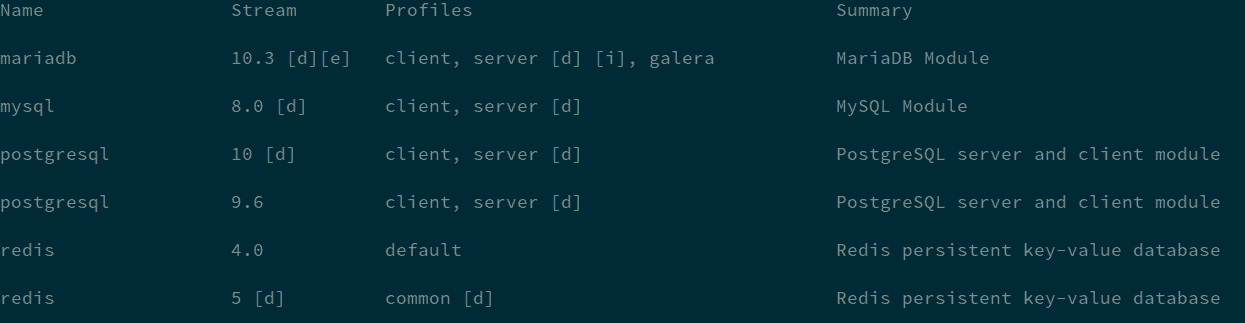 Name Stream Profiles Summary
mariadb 10.3 [d][e] client, server [d] [i], galera MariaDB Module
mysql 8.0 [d] client, server [d] MySQL Module
postgresql 10 [d] client, server [d] PostgreSQL server and client module
postgresql 9.6 client, server [d] PostgreSQL server and client module
redis 4.0 default Redis persistent key-value database
redis 5 [d] common [d] Redis persistent key-value database